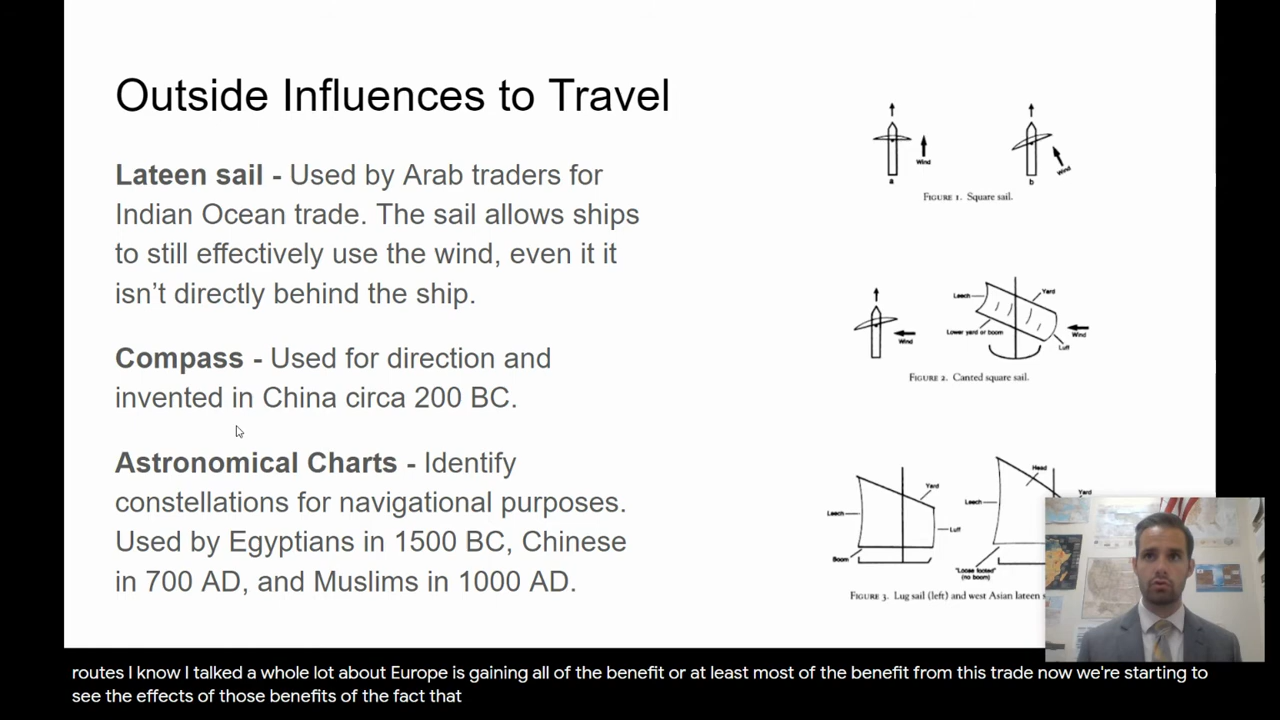 Outside Influences to Travel
Lateen sail - Used by Arab traders for
Indian Ocean trade. The sail allows ships
to still effectively use the wind, even it it
isn't directly behind the ship.
Compass - Used for direction and
invented in China circa 200 BC.
Astronomical Charts - Identify
constellations for navigational purposes.
Used by Egyptians in 1500 BC, Chinese
in 700 AD, and Muslims in 1000 AD.
Wind
Wind
a
b
FIGURE 1. Square sail.
Leech
Yard
Lower yard or boom
Wind
Wind
Luff
FIGURE 2. Canted square sail.
Head
Yard
Yard
Leech
Leech
Luff
Boom
"Loose footed"
(no boom)
FIGURE 3. Lug sail (left) and west Asian lateen
routes I know I talked a whole lot about Europe is gaining all of the benefit or at least most of the benefit from this trade now we're starting to
see the effects of those benefits of the fact that